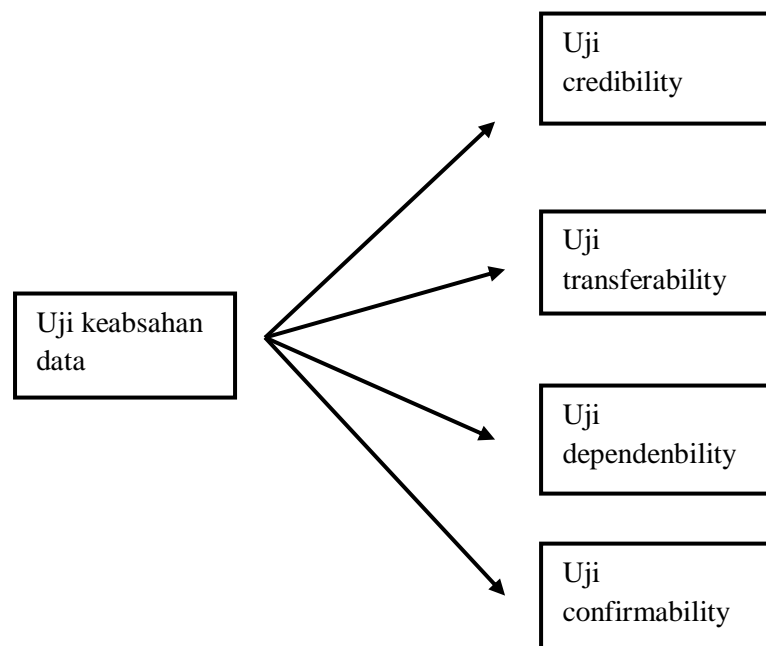 Uji
credibility
Uji
transferability
Uji keabsahan
data
Uji
dependenbility
Uji
confirmability